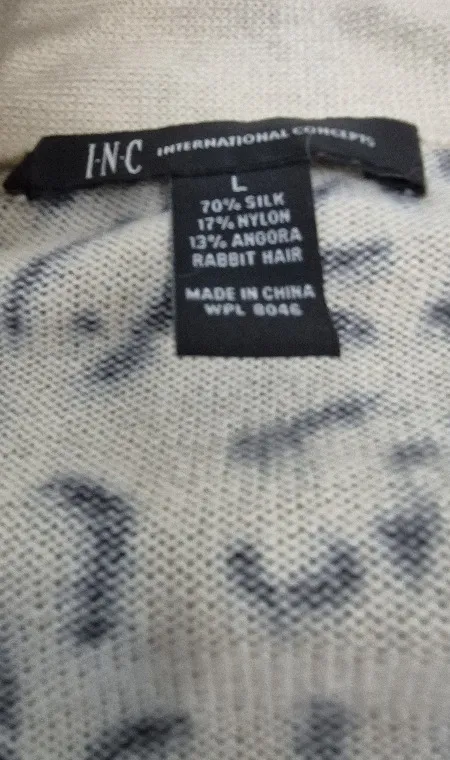 I·N·C INTERNATIONAL CONCEPTS
L
70% SILK
17% NYLON
13% ANGORA
RABBIT HAIR
MADE IN CHINA
WPL 8046